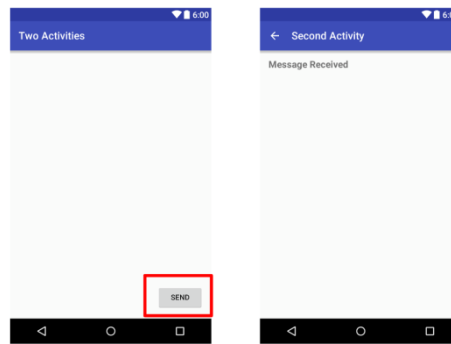 6:00
Two Activities
SEND
Second Activity
Message Received